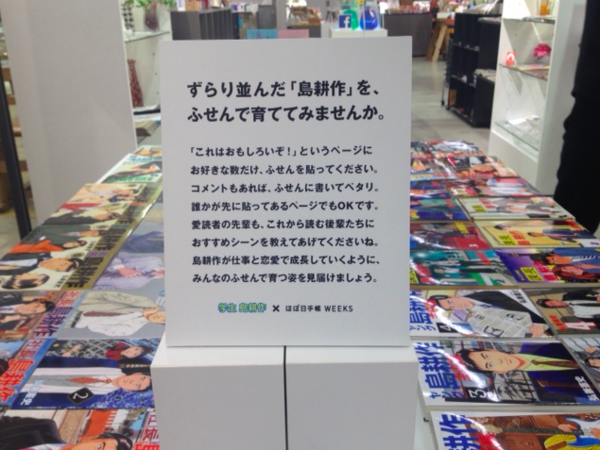 ずらり並んだ「島耕作」を、
ふせんで育ててみませんか。
「これはおもしろいぞ！」というページに
お好きな数だけ、ふせんを貼ってください。
コメントもあれば、ふせんに書いてペタリ。
誰かが先に貼ってあるページでもOKです。
愛読者の先輩も、これから読む後輩たちに
おすすめシーンを教えてあげてくださいね。
島耕作が仕事と恋愛で成長していくように、
みんなのふせんで育つ姿を見届けましょう。
学生 島耕作 × ほぼ日手帳 WEEKS
島耕作
2
島耕作
3